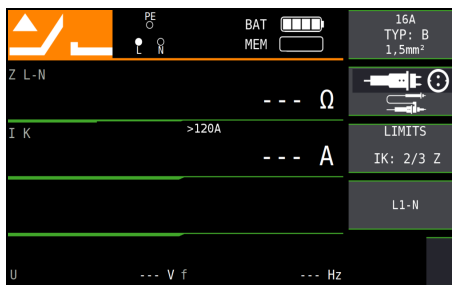 PE
L N
BAT
MEM
16A
TYP: B
1,5mm²
Z L-N
--- Ω
I K >120A
--- A
LIMITS
IK: 2/3 Z
L1-N
U --- V f --- Hz